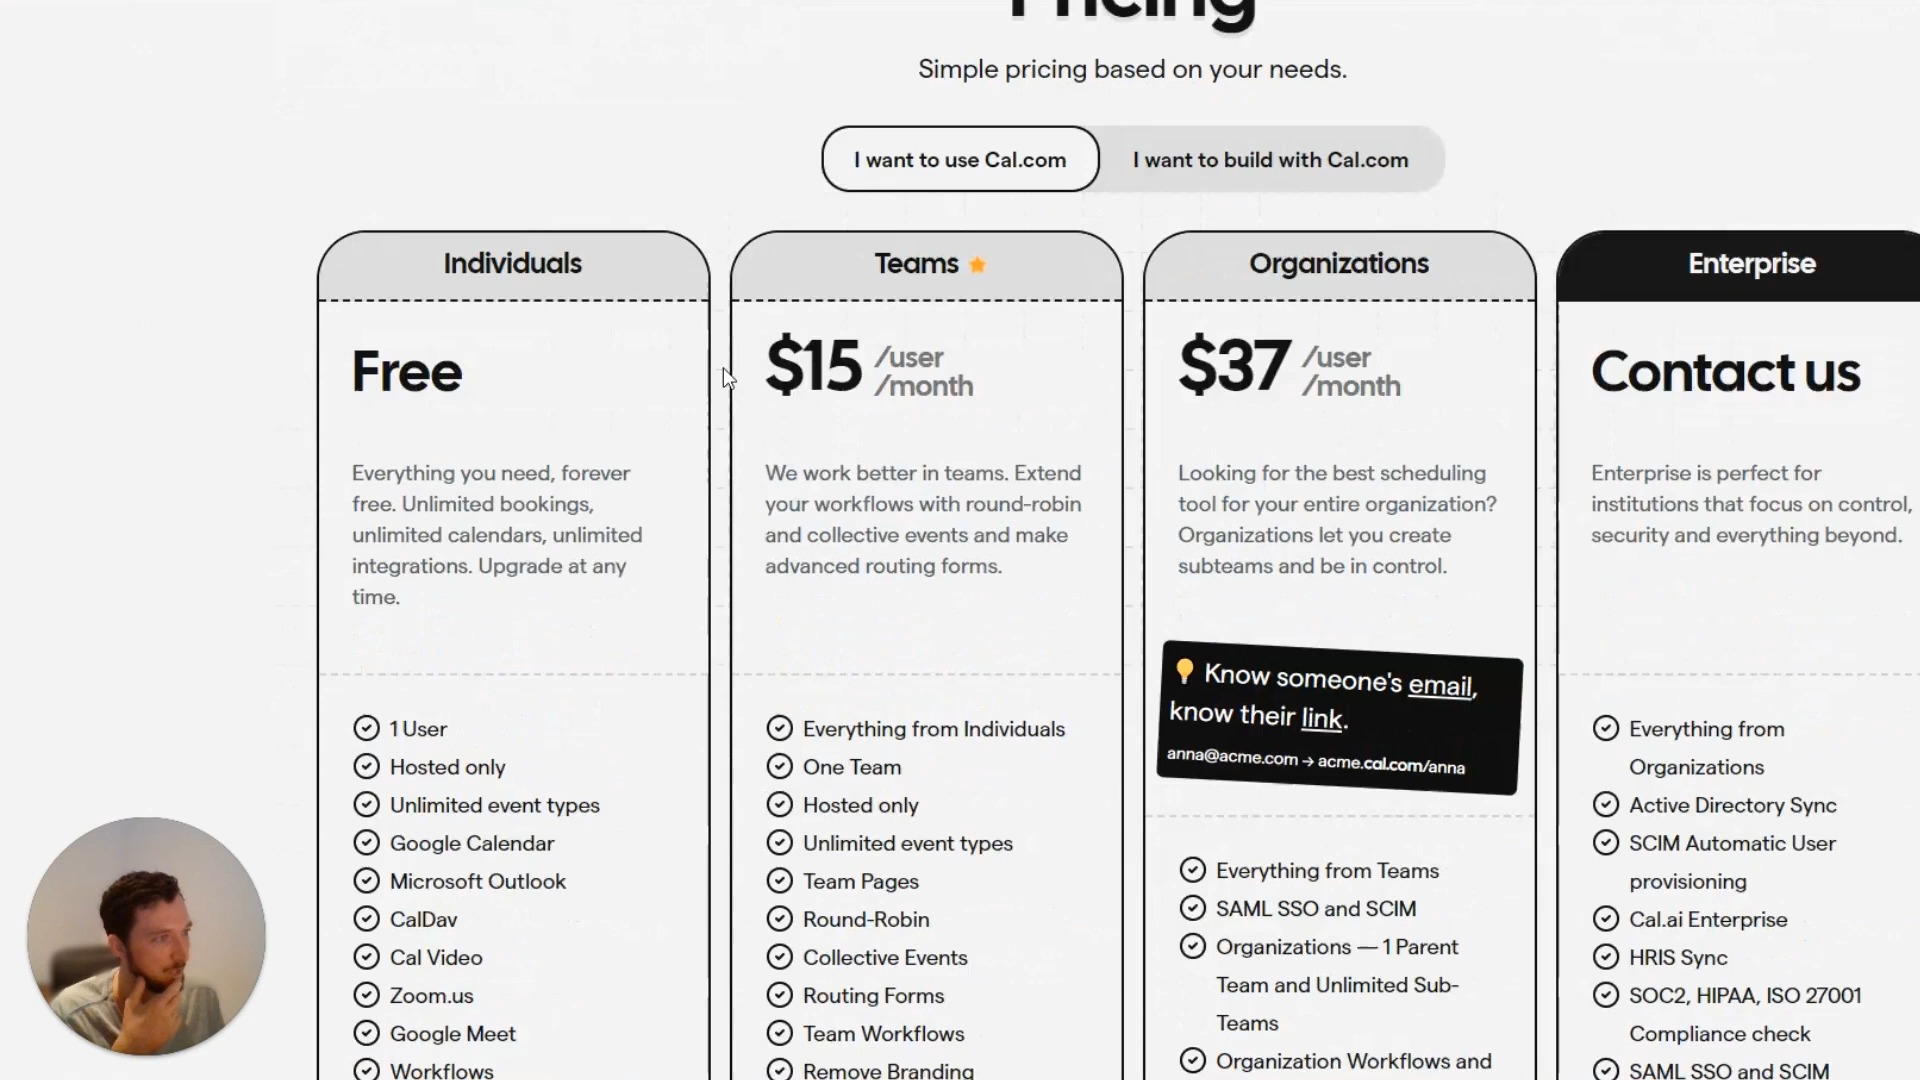 Pricing
Simple pricing based on your needs.
I want to use Cal.com
I want to build with Cal.com
Individuals
Free
Everything you need, forever
free. Unlimited bookings,
unlimited calendars, unlimited
integrations. Upgrade at any
time.
1 User
Hosted only
Unlimited event types
Google Calendar
Microsoft Outlook
CalDav
Cal Video
Zoom.us
Google Meet
Workflows
Teams
$15 /user
/month
We work better in teams. Extend
your workflows with round-robin
and collective events and make
advanced routing forms.
Everything from Individuals
One Team
Hosted only
Unlimited event types
Team Pages
Round-Robin
Collective Events
Routing Forms
Team Workflows
Remove Branding
Organizations
$37 /user
/month
Looking for the best scheduling
tool for your entire organization?
Organizations let you create
subteams and be in control.
Know someone's email,
know their link.
anna@acme.com → acme.cal.com/anna
Everything from Teams
SAML SSO and SCIM
Organizations — 1 Parent
Team and Unlimited Sub-
Teams
Organization Workflows and
Enterprise
Contact us
Enterprise is perfect for
institutions that focus on control,
security and everything beyond.
Everything from
Organizations
Active Directory Sync
SCIM Automatic User
provisioning
Cal.ai Enterprise
HRIS Sync
SOC2, HIPAA, ISO 27001
Compliance check
SAML SSO and SCIM